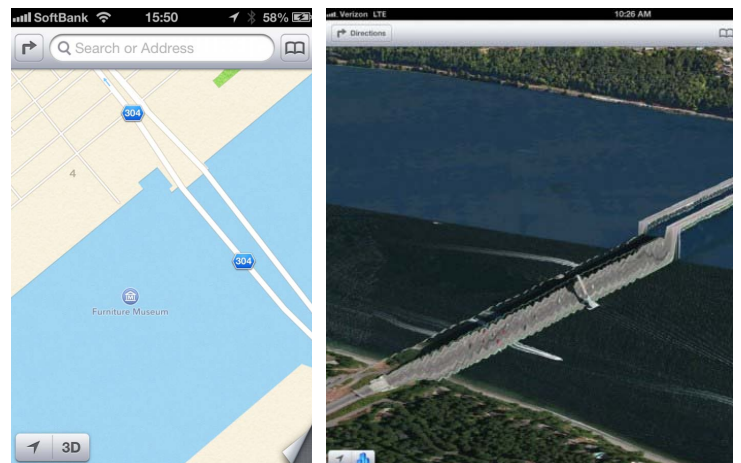 SoftBank 15:50 58%
Search or Address
304
4
304
Furniture Museum
3D
Verizon LTE 10:26 AM
Directions